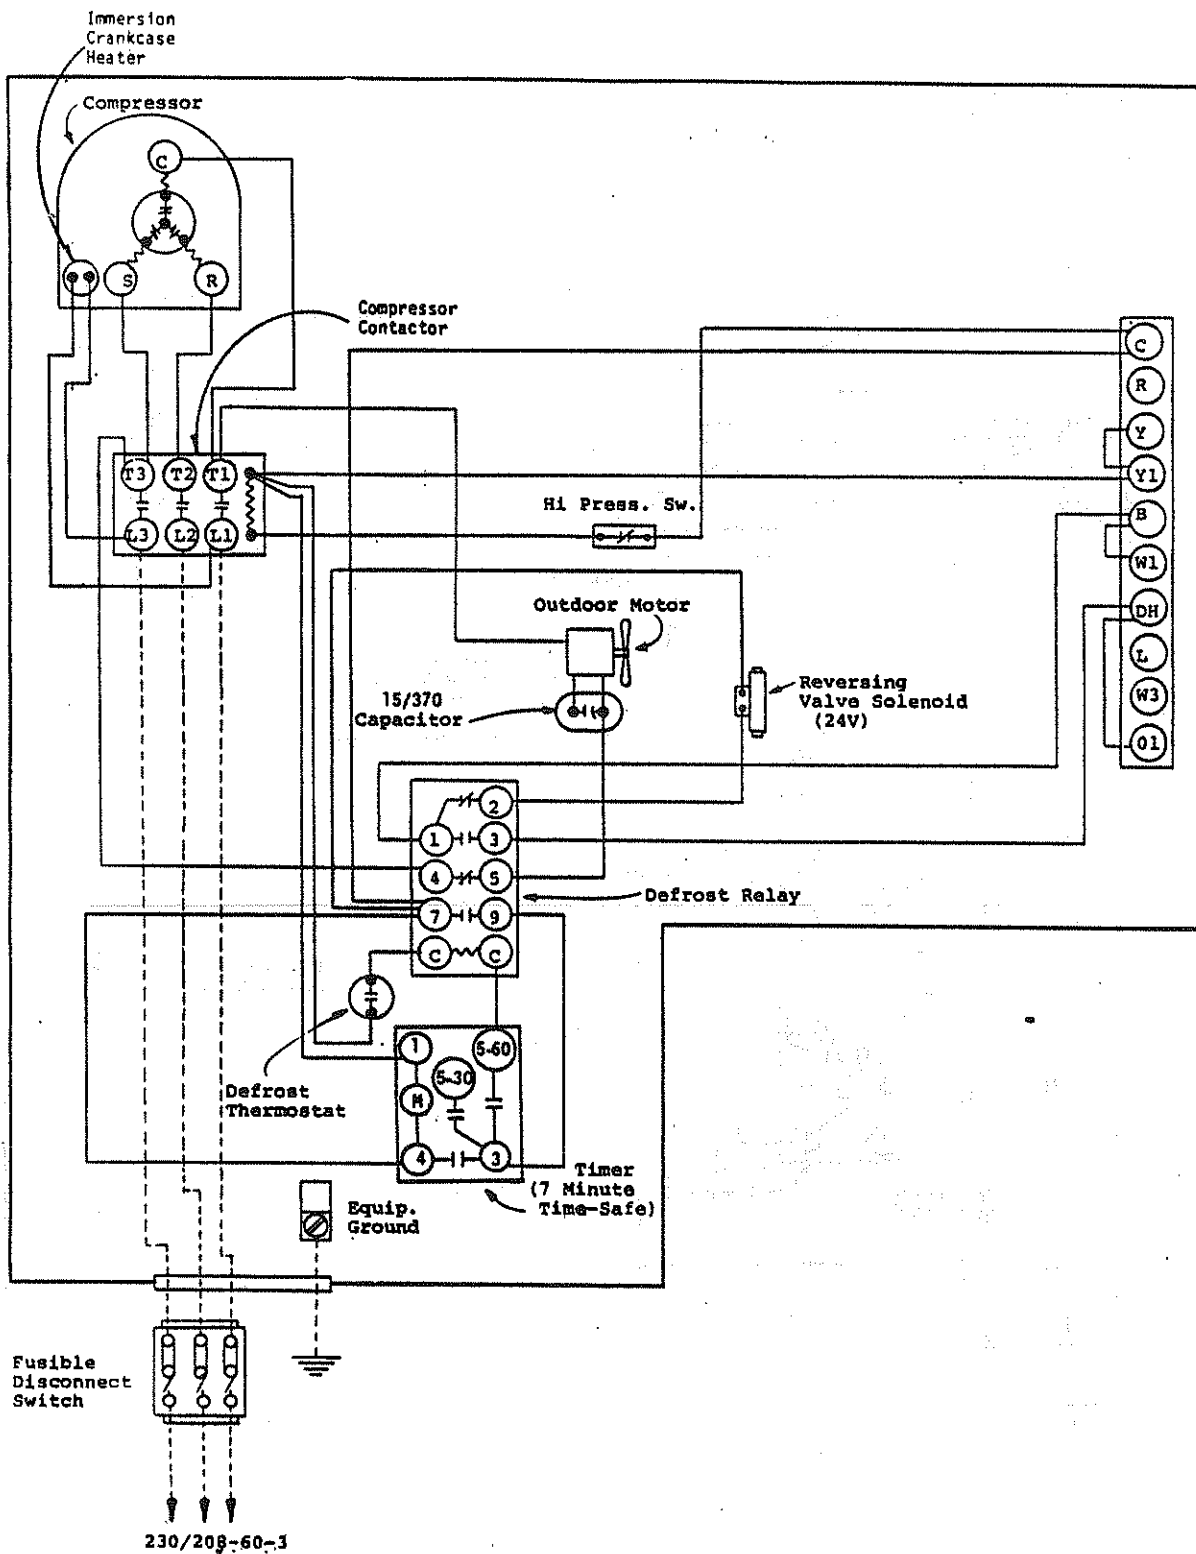 Immersion
Crankcase
Heater
Compressor
C
S
R
Compressor
Contactor
T3
T2
T1
L3
L2
L1
C
R
Y
Y1
B
W1
DH
L
W3
01
Hi Press. Sw.
Outdoor Motor
15/370
Capacitor
Reversing
Valve Solenoid
(24V)
2
1
3
4
5
7
9
C
C
Defrost Relay
Defrost
Thermostat
1
5-60
5-30
M
4
3
Timer
(7 Minute
Time-Safe)
Equip.
Ground
Fusible
Disconnect
Switch
230/208-60-3